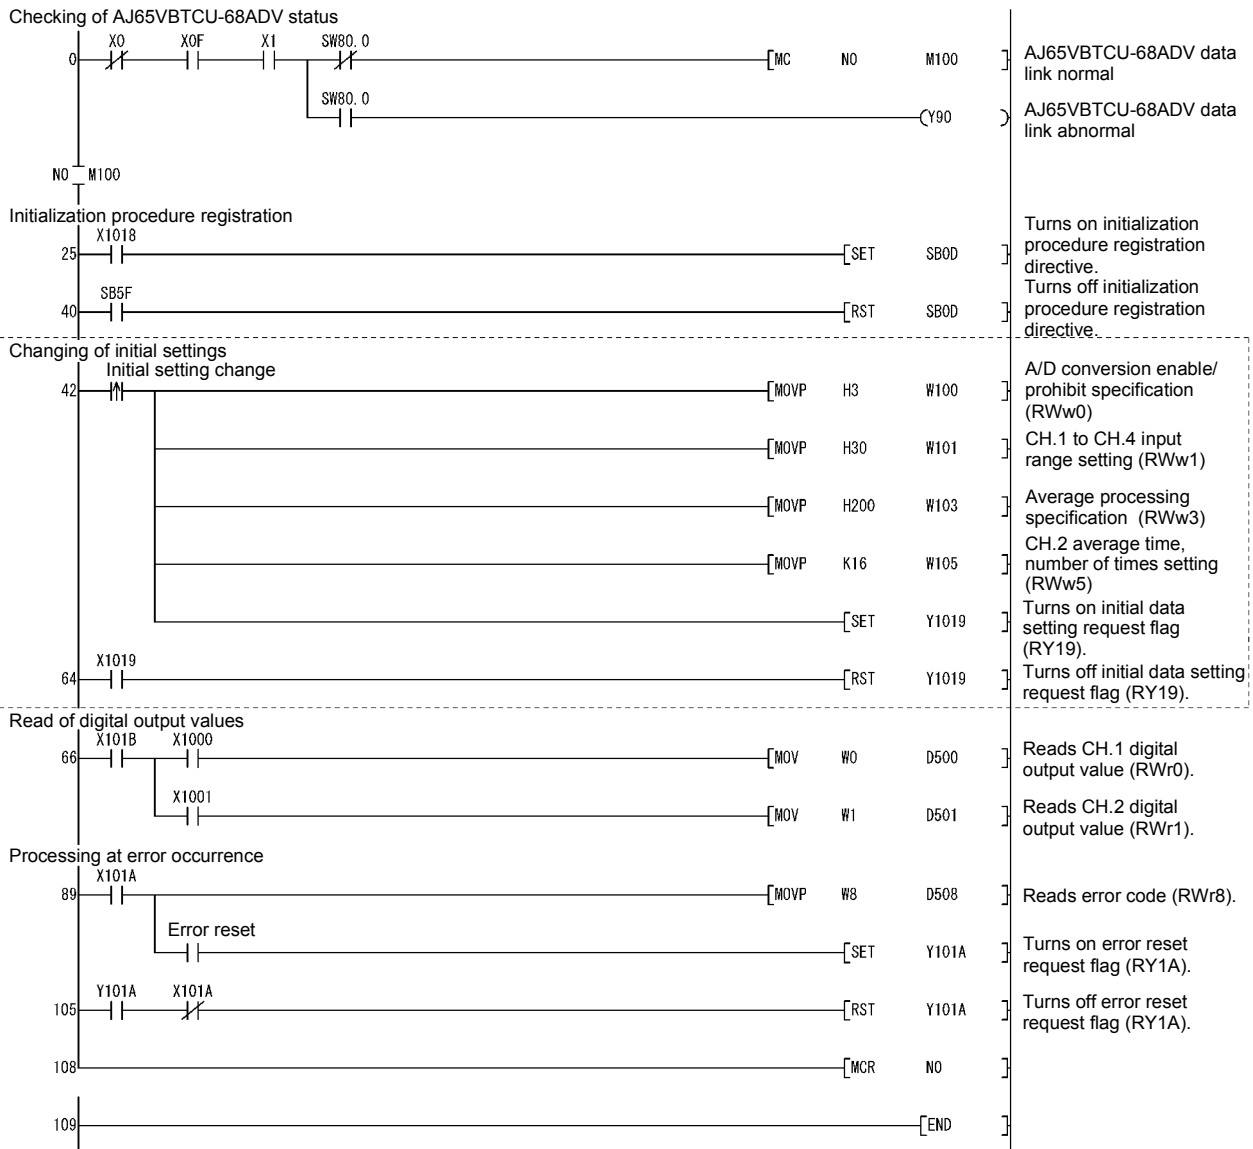 Checking of AJ65VBTCU-68ADV status
X0 X0F X1 SW80.0
0 [MC N0 M100 ] AJ65VBTCU-68ADV data
link normal
SW80.0
(Y90 ) AJ65VBTCU-68ADV data
link abnormal
N0 M100
Initialization procedure registration
X1018
25 [SET SB0D ] Turns on initialization
procedure registration
directive.
SB5F
40 [RST SB0D ] Turns off initialization
procedure registration
directive.
Changing of initial settings
Initial setting change
42 [MOVP H3 W100 ] A/D conversion enable/
prohibit specification
(RWw0)
[MOVP H30 W101 ] CH.1 to CH.4 input
range setting (RWw1)
[MOVP H200 W103 ] Average processing
specification (RWw3)
[MOVP K16 W105 ] CH.2 average time,
number of times setting
(RWw5)
[SET Y1019 ] Turns on initial data
setting request flag
(RY19).
X1019
64 [RST Y1019 ] Turns off initial data setting
request flag (RY19).
Read of digital output values
X101B X1000
66 [MOV W0 D500 ] Reads CH.1 digital
output value (RWr0).
X1001
[MOV W1 D501 ] Reads CH.2 digital
output value (RWr1).
Processing at error occurrence
X101A
89 [MOVP W8 D508 ] Reads error code (RWr8).
Error reset
[SET Y101A ] Turns on error reset
request flag (RY1A).
Y101A X101A
105 [RST Y101A ] Turns off error reset
request flag (RY1A).
108 [MCR N0 ]
109 [END ]